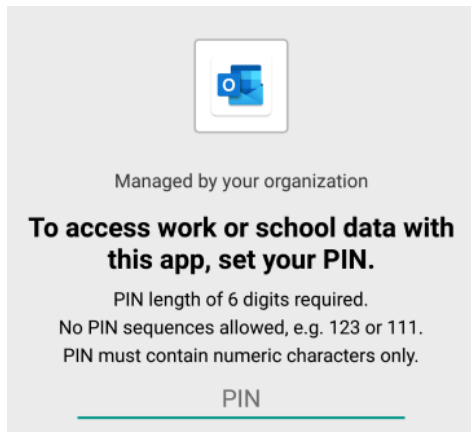 O
Managed by your organization
To access work or school data with
this app, set your PIN.
PIN length of 6 digits required.
No PIN sequences allowed, e.g. 123 or 111.
PIN must contain numeric characters only.
PIN